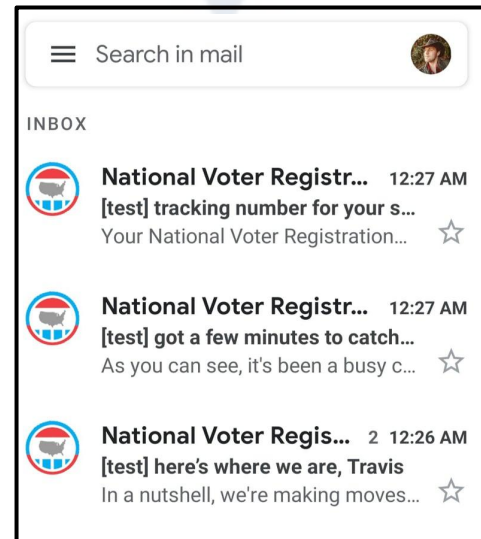 Search in mail
INBOX
National Voter Registr... 12:27 AM
[test] tracking number for your s...
Your National Voter Registration...
National Voter Registr... 12:27 AM
[test] got a few minutes to catch...
As you can see, it's been a busy c...
National Voter Regis... 2 12:26 AM
[test] here's where we are, Travis
In a nutshell, we're making moves...